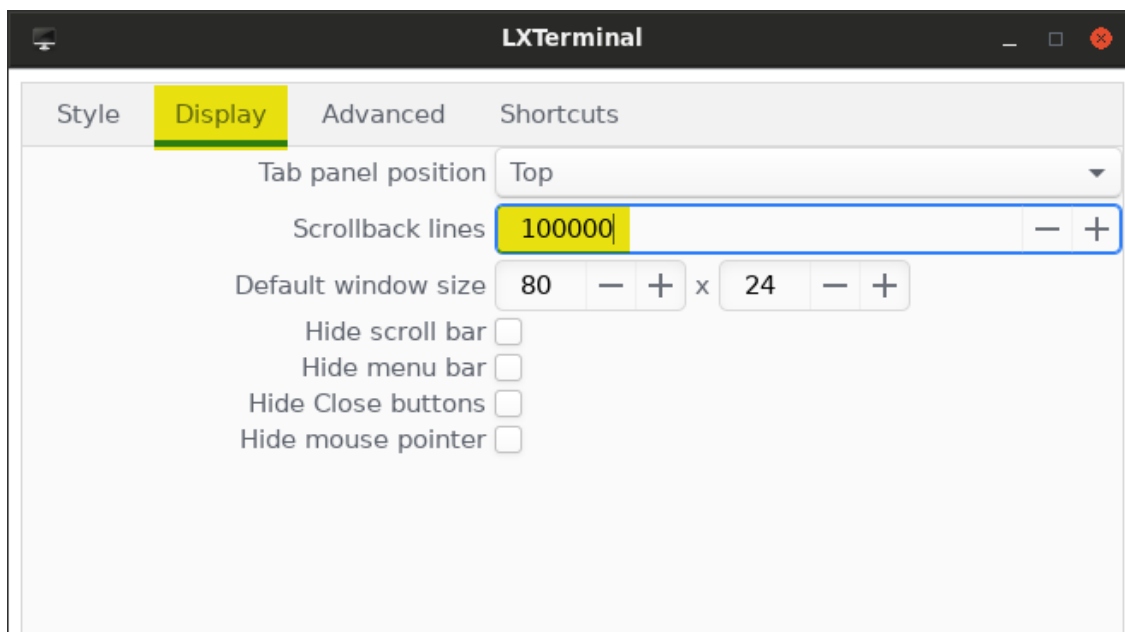 LXTerminal
Style Display Advanced Shortcuts
Tab panel position Top
Scrollback lines 100000
Default window size 80 x 24
Hide scroll bar
Hide menu bar
Hide Close buttons
Hide mouse pointer